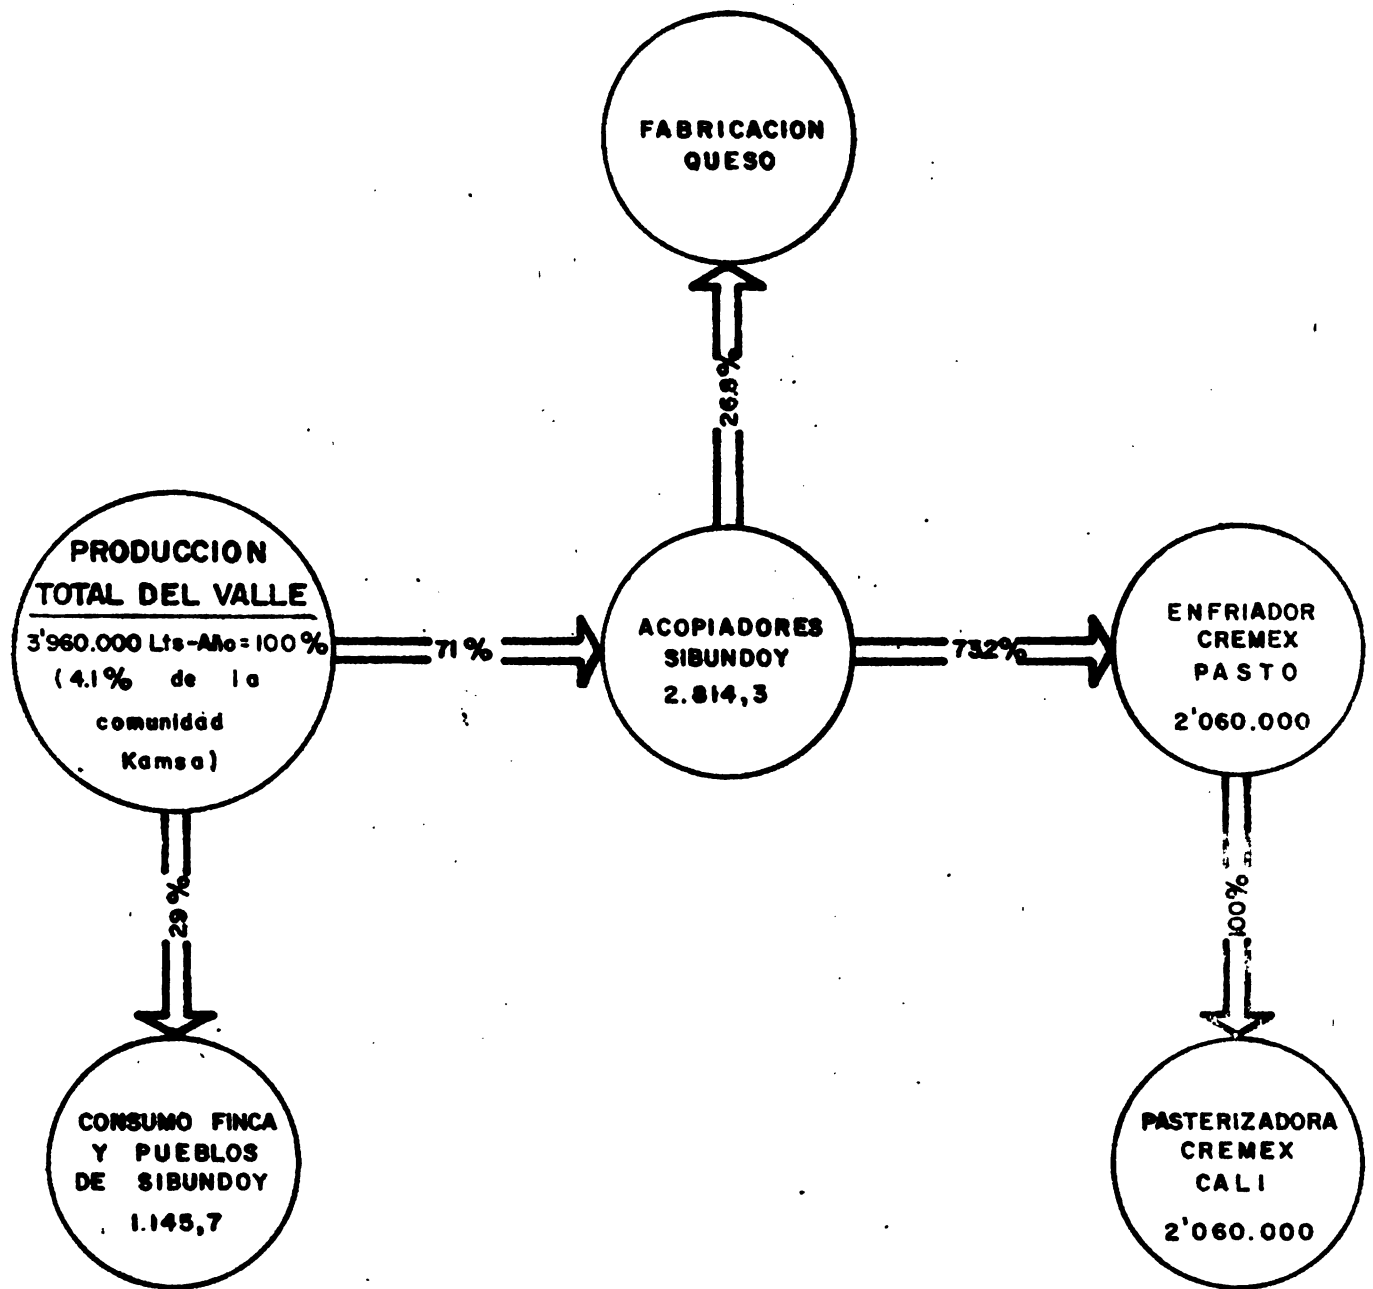 FABRICACION
QUESO
26.8%
PRODUCCION
TOTAL DEL VALLE
3'960.000 Lts-Año=100%
(4.1% de la
comunidad
Kamsa)
71%
ACOPIADORES
SIBUNDOY
2.814,3
73.2%
ENFRIADOR
CREMEX
PASTO
2'060.000
29%
100%
CONSUMO FINCA
Y PUEBLOS
DE SIBUNDOY
1.145,7
PASTERIZADORA
CREMEX
CALI
2'060.000